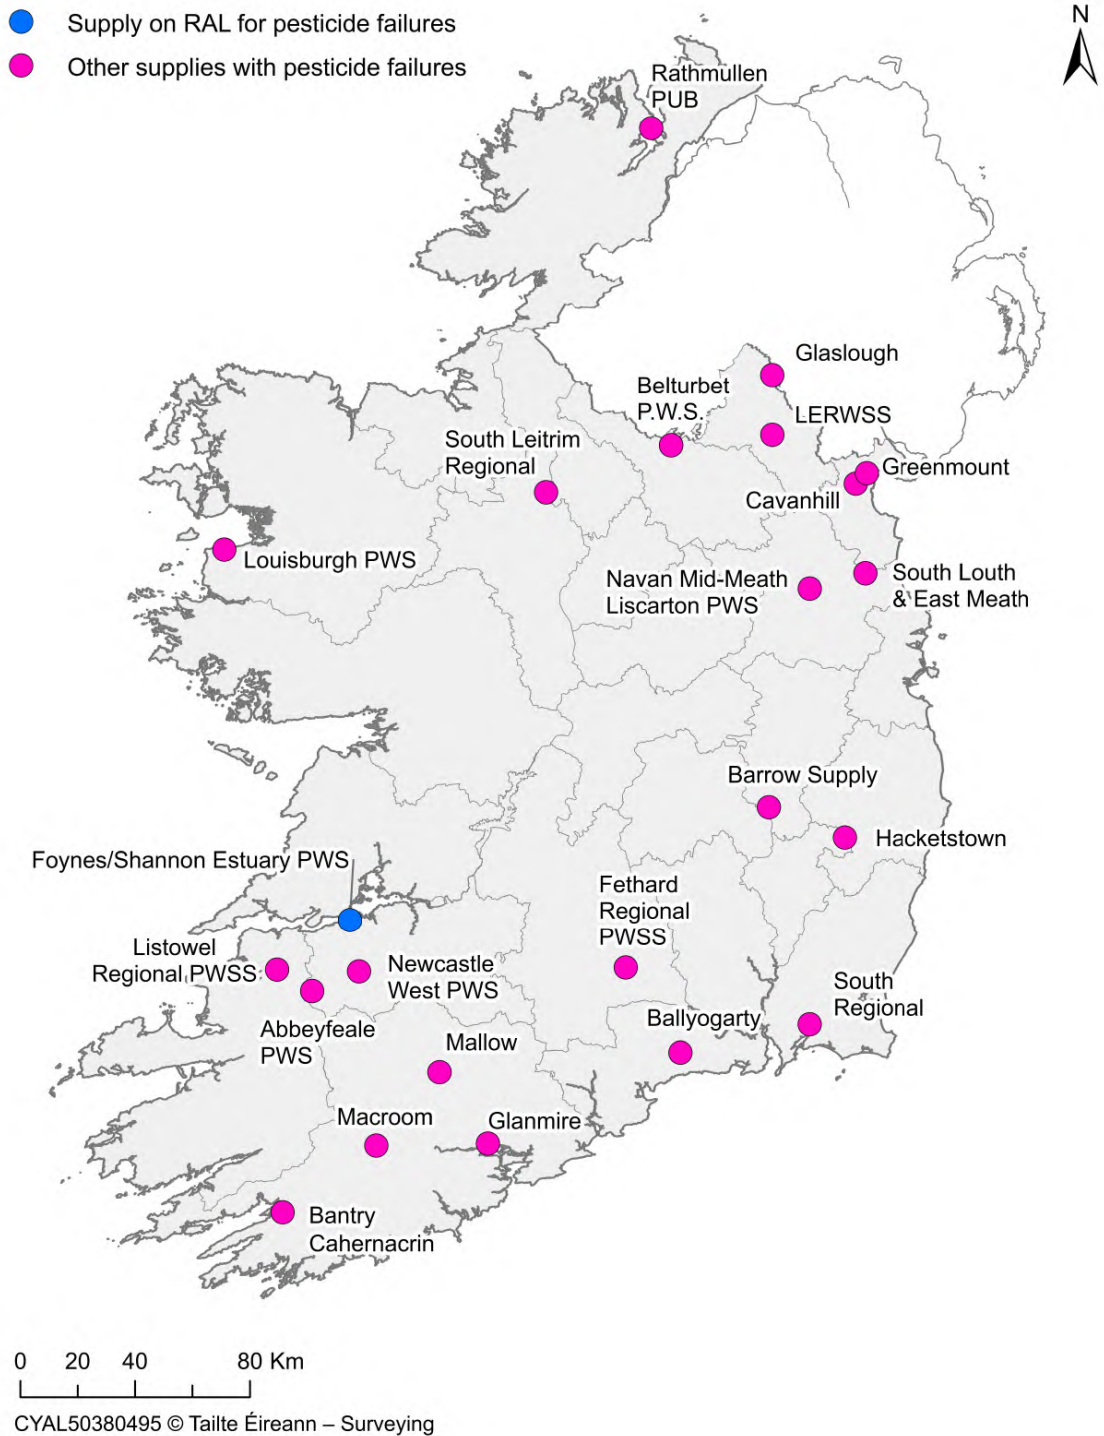 Supply on RAL for pesticide failures
Other supplies with pesticide failures
N
Rathmullen
PUB
Glaslough
Belturbet
P.W.S.
LERWSS
South Leitrim
Regional
Greenmount
Cavanhill
Louisburgh PWS
Navan Mid-Meath
Liscarton PWS
South Louth
& East Meath
Barrow Supply
Hacketstown
Foynes/Shannon Estuary PWS
Fethard
Regional
PWSS
Listowel
Regional PWSS
Newcastle
West PWS
South
Regional
Abbeyfeale
PWS
Ballyogarty
Mallow
Macroom
Glanmire
Bantry
Cahernacrin
0 20 40 80 Km
CYAL50380495 © Tailte Éireann – Surveying